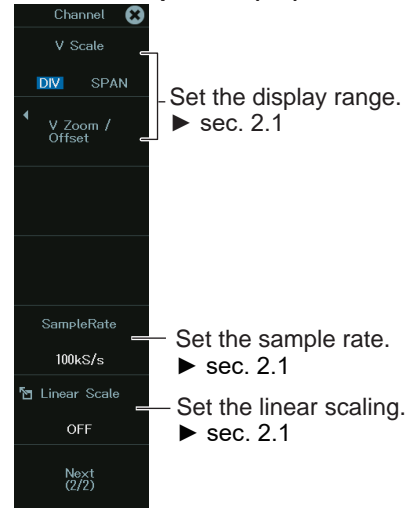 Channel
V Scale
DIV SPAN
V Zoom /
Offset
Set the display range.
► sec. 2.1
SampleRate
100kS/s
Set the sample rate.
► sec. 2.1
Linear Scale
OFF
Set the linear scaling.
► sec. 2.1
Next
(2/2)